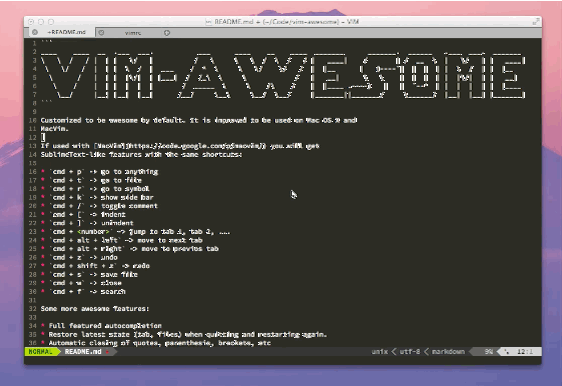 README.md + (~/Code/vim-awesome) - VIM
+README.md
vimrc
1 ```
VIM-AWESOME
8 ```
10 Customized to be awesome by default. It is improved to be used on Mac OS X and
11 MacVim.
12
13 If used with [MacVim](https://code.google.com/p/macvim/) you will get
14 SublimeText-like features with the same shortcuts:
16 * `cmd + p` -> go to anything
17 * `cmd + t` -> go to file
18 * `cmd + r` -> go to symbol
19 * `cmd + k` -> show side bar
20 * `cmd + /` -> toggle comment
21 * `cmd + [` -> indent
22 * `cmd + ]` -> unindent
23 * `cmd + <number>` -> jump to tab 1, tab 2, ....
24 * `cmd + alt + left` -> move to next tab
25 * `cmd + alt + right` -> move to previos tab
26 * `cmd + z` -> undo
27 * `cmd + shift + z` -> redo
28 * `cmd + s` -> save file
29 * `cmd + w` -> close
30 * `cmd + f` -> search
32 Some more awesome features:
34 * Full featured autocompletion
35 * Restore latest state (tab, files) when quitting and restarting again.
36 * Automatic closing of quotes, parenthesis, brackets, etc
NORMAL README.md unix < utf-8 < markdown 9% 12:1